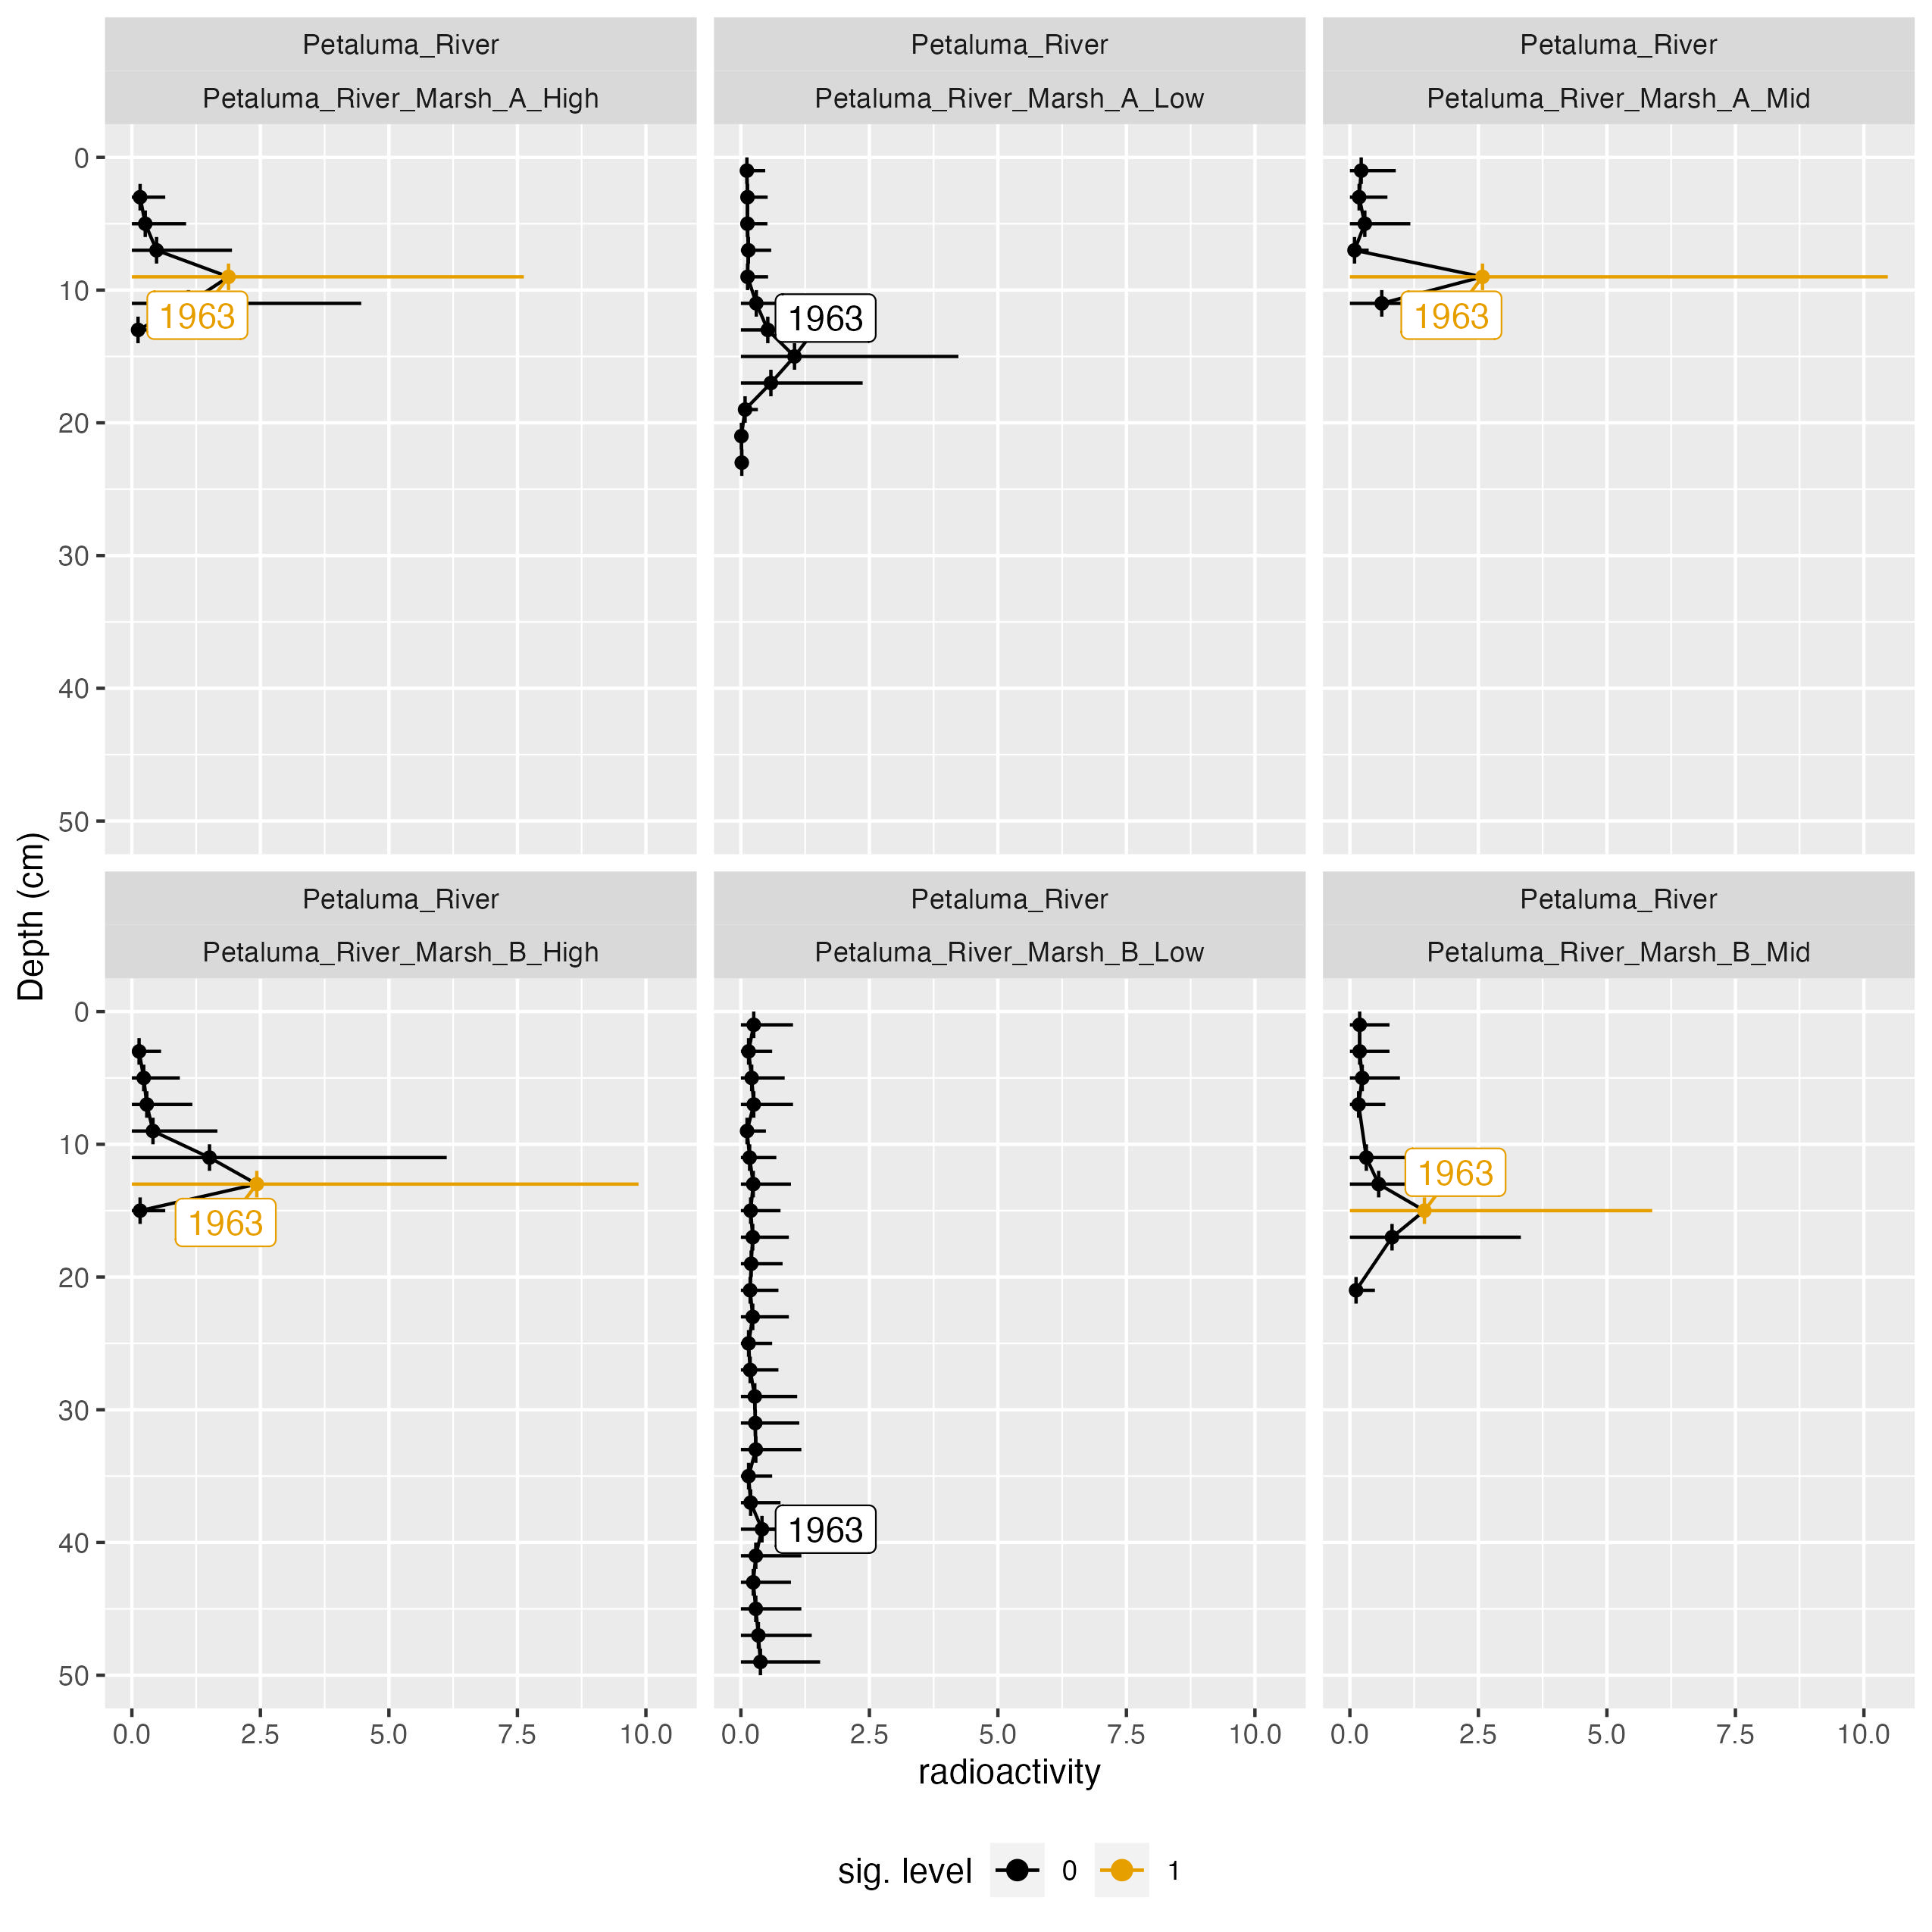 Petaluma_River
Petaluma_River_Marsh_A_High
Petaluma_River
Petaluma_River_Marsh_A_Low
Petaluma_River
Petaluma_River_Marsh_A_Mid
0
10
20
30
40
50
1963
1963
1963
Depth (cm)
Petaluma_River
Petaluma_River_Marsh_B_High
Petaluma_River
Petaluma_River_Marsh_B_Low
Petaluma_River
Petaluma_River_Marsh_B_Mid
0
10
20
30
40
50
1963
1963
1963
0.0 2.5 5.0 7.5 10.0
0.0 2.5 5.0 7.5 10.0
0.0 2.5 5.0 7.5 10.0
radioactivity
sig. level 0 1